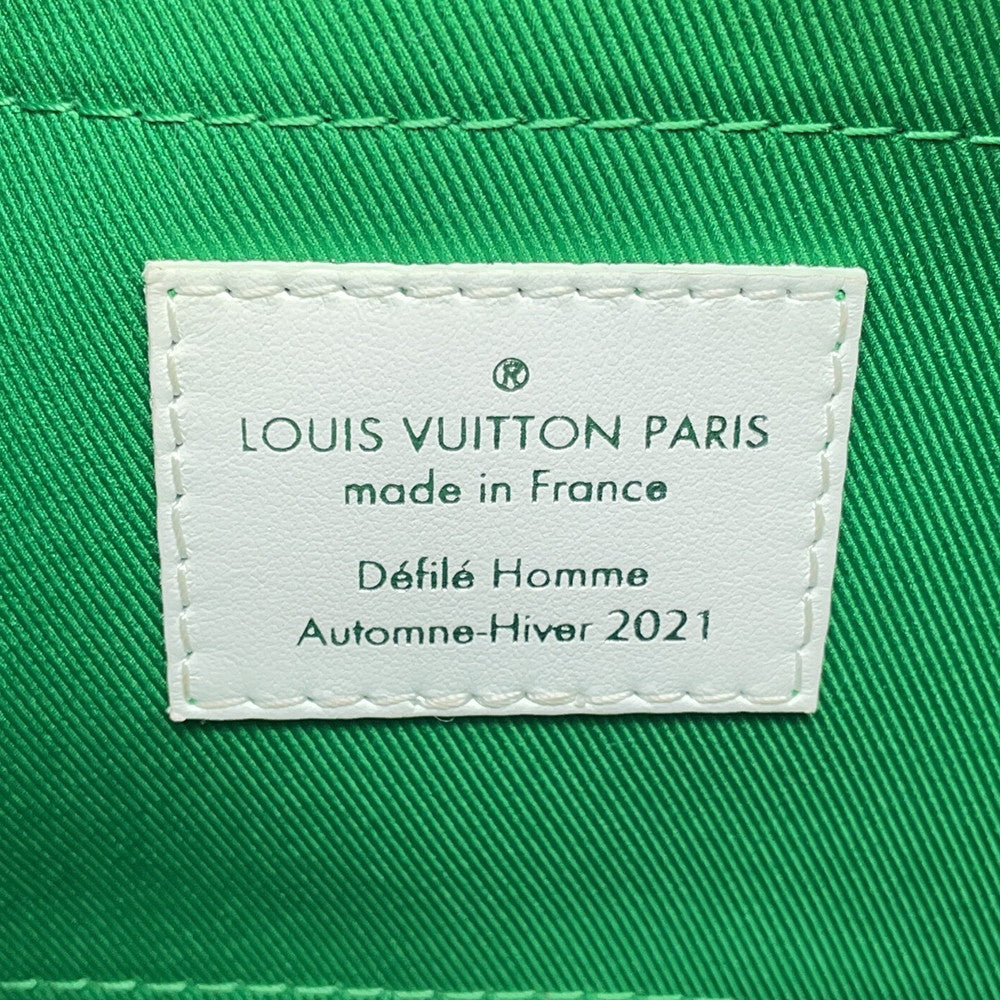 ®
LOUIS VUITTON PARIS
made in France
Défilé Homme
Automne-Hiver 2021